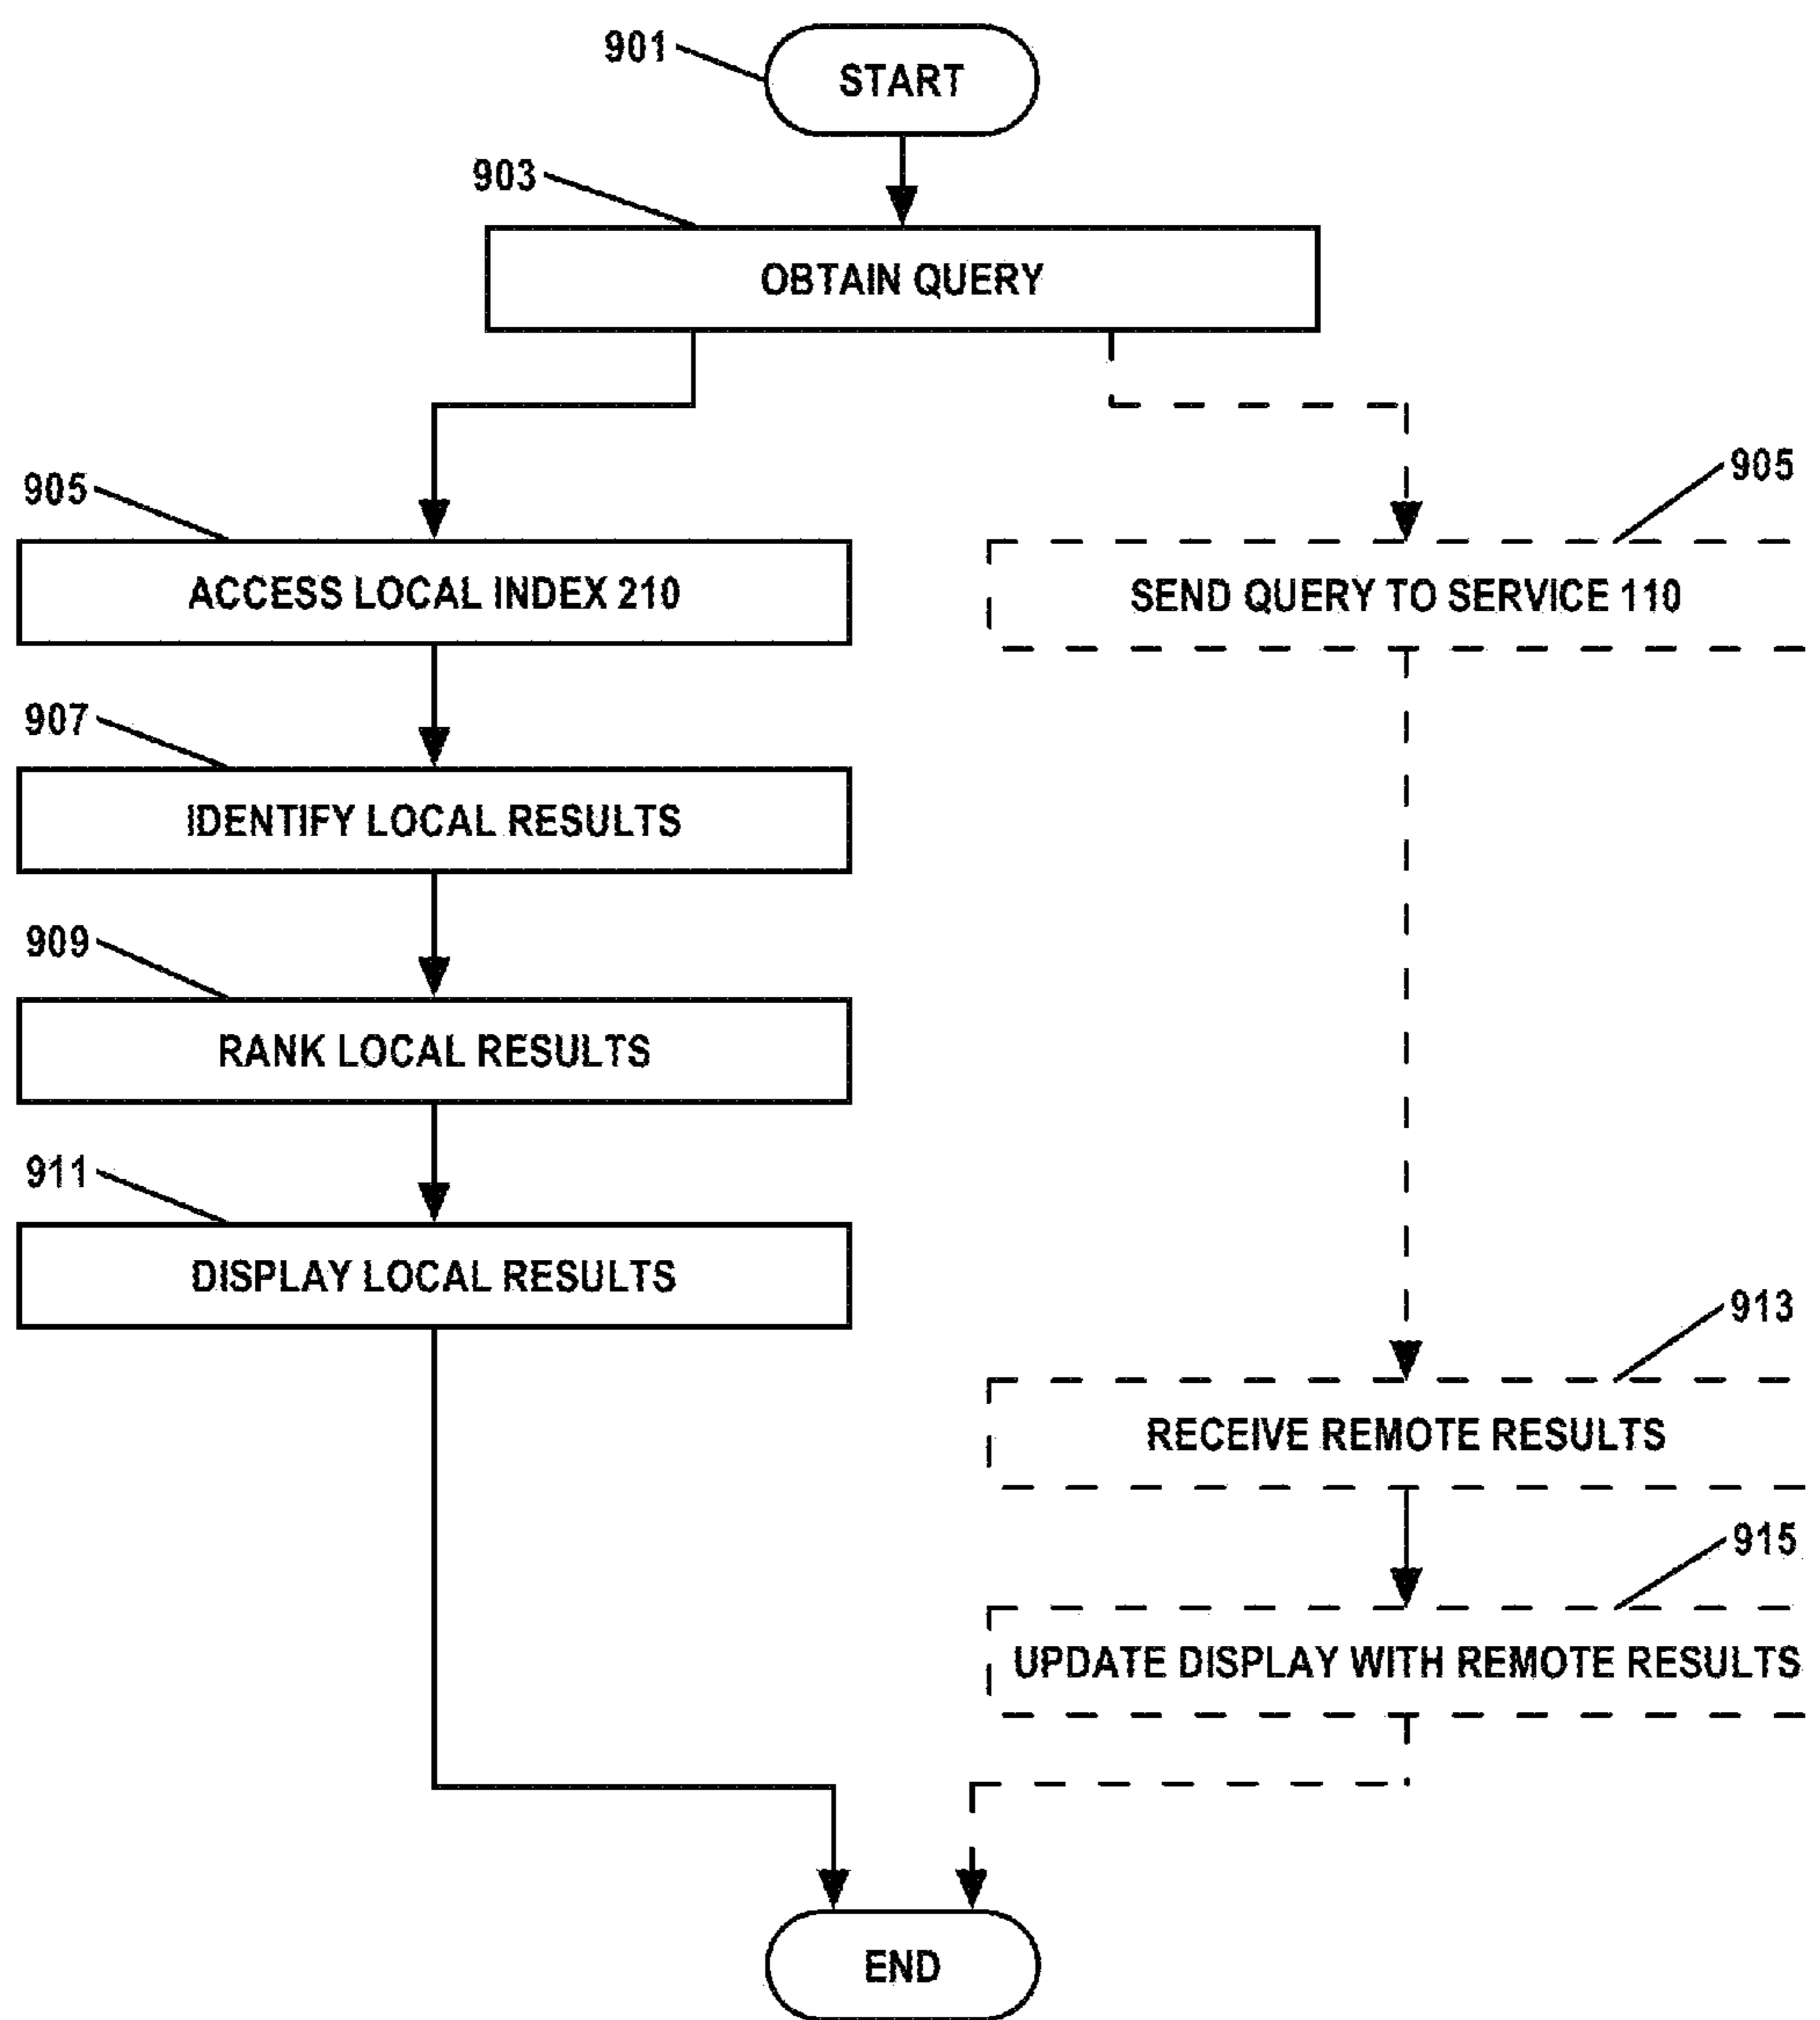 901
START
903
OBTAIN QUERY
905
ACCESS LOCAL INDEX 210
905
SEND QUERY TO SERVICE 110
907
IDENTIFY LOCAL RESULTS
909
RANK LOCAL RESULTS
911
DISPLAY LOCAL RESULTS
913
RECEIVE REMOTE RESULTS
915
UPDATE DISPLAY WITH REMOTE RESULTS
END